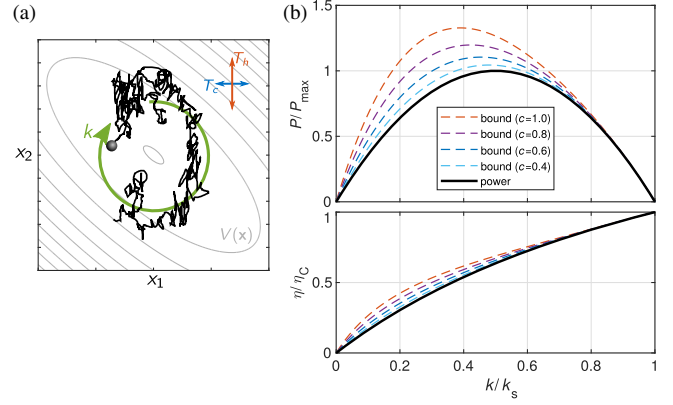 (a)
T_h
T_c
k
x_2
V(x)
x_1
(b)
1.5
1
0.5
0
P/P_max
bound (c=1.0)
bound (c=0.8)
bound (c=0.6)
bound (c=0.4)
power
1
0.5
0
η/η_C
0 0.2 0.4 0.6 0.8 1
k/k_s